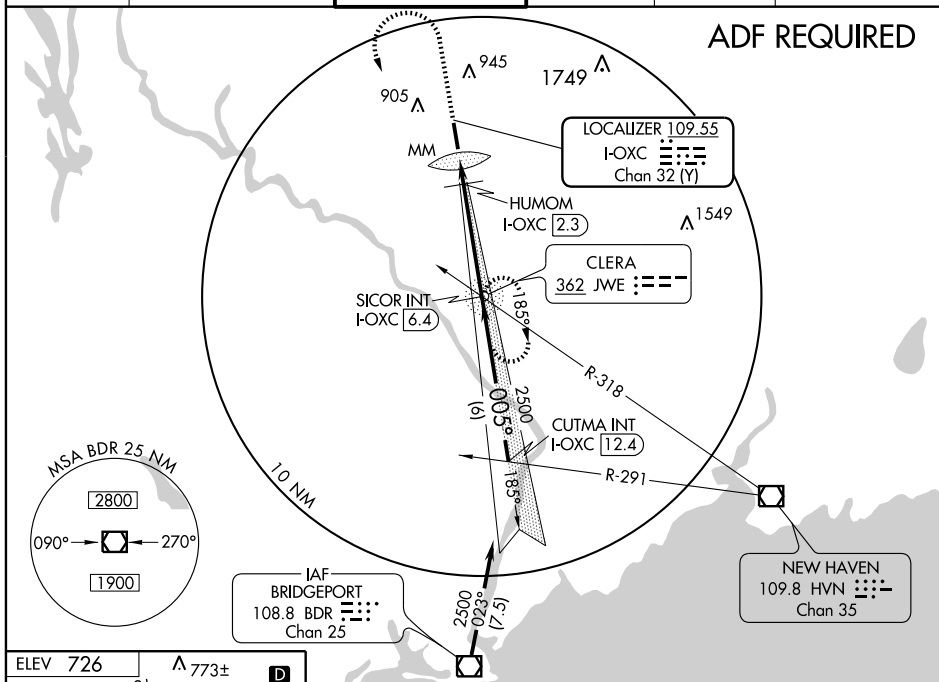 ADF REQUIRED
945
1749
905
LOCALIZER 109.55
I-OXC
Chan 32 (Y)
MM
HUMOM
I-OXC 2.3
1549
CLERA
362 JWE
SICOR INT
I-OXC 6.4
185°
R-318
2500
005°
(6)
CUTMA INT
I-OXC 12.4
R-291
185°
10 NM
MSA BDR 25 NM
2800
090°
270°
1900
IAF
BRIDGEPORT
108.8 BDR
Chan 25
2500
023°
(7.5)
NEW HAVEN
109.8 HVN
Chan 35
ELEV 726
773±
D